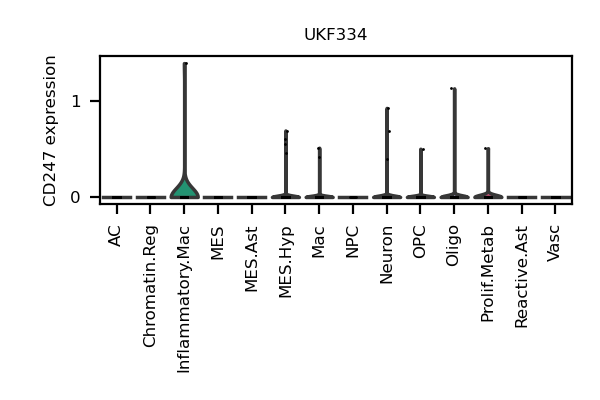 UKF334
CD247 expression
1
0
AC
Chromatin.Reg
Inflammatory.Mac
MES
MES.Ast
MES.Hyp
Mac
NPC
Neuron
OPC
Oligo
Prolif.Metab
Reactive.Ast
Vasc